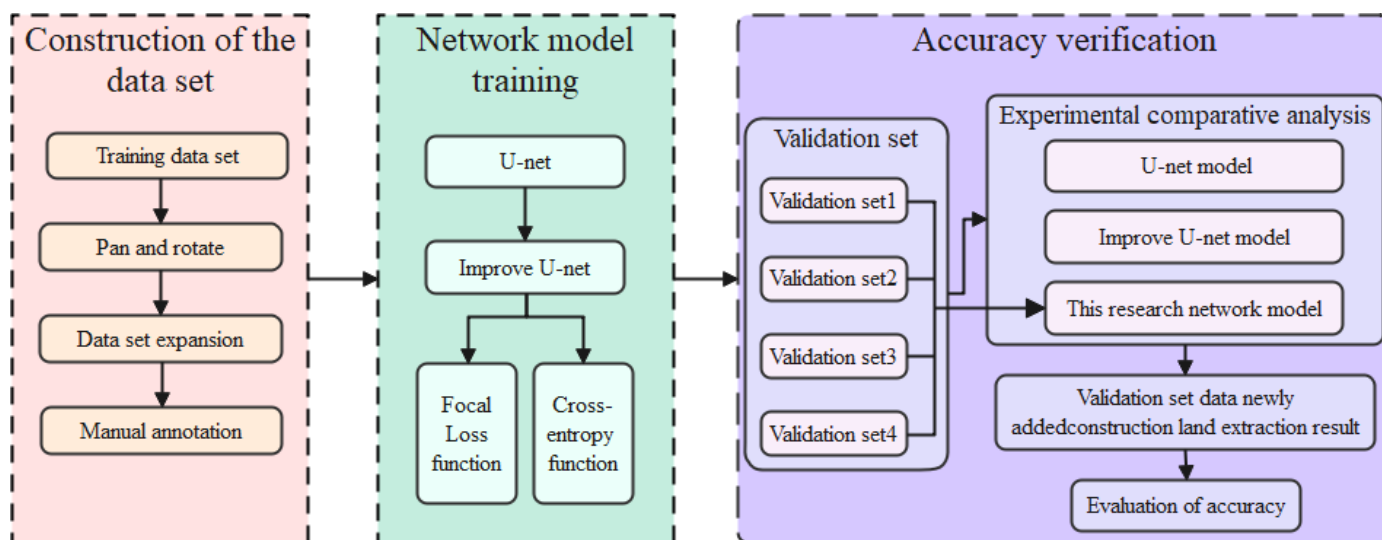 Construction of the
data set
Training data set
Pan and rotate
Data set expansion
Manual annotation
Network model
training
U-net
Improve U-net
Focal
Loss
function
Cross-
entropy
function
Accuracy verification
Validation set
Validation set1
Validation set2
Validation set3
Validation set4
Experimental comparative analysis
U-net model
Improve U-net model
This research network model
Validation set data newly
addedconstruction land extraction result
Evaluation of accuracy